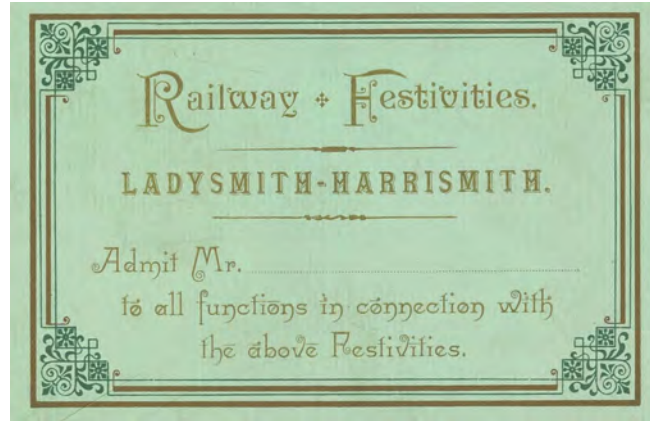 Railway Festivities.
LADYSMITH-HARRISMITH.
Admit Mr.
to all functions in connection with
the above Festivities.